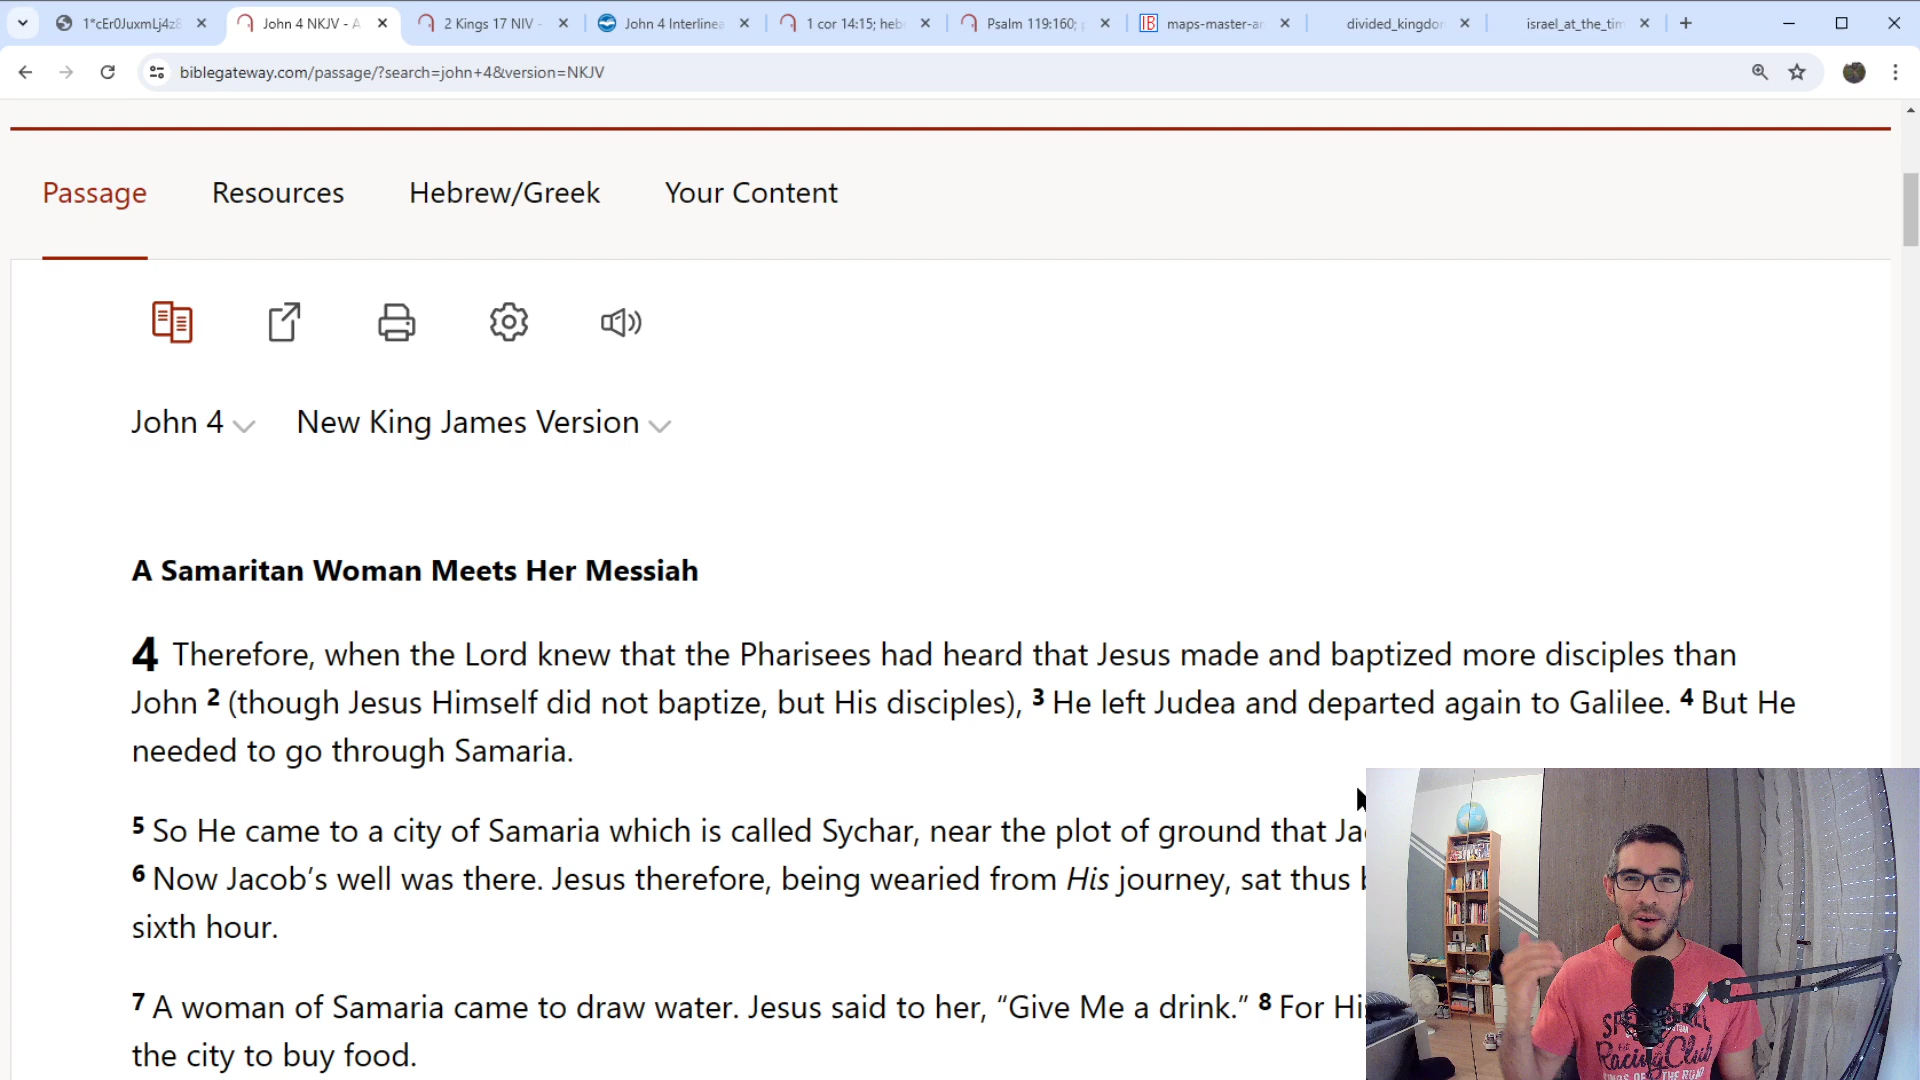 1*cEr0JuxmLj4z8
John 4 NKJV - A
2 Kings 17 NIV -
John 4 Interlinea
1 cor 14:15; heb
Psalm 119:160;
maps-master-ar
divided_kingdor
israel_at_the_tim
biblegateway.com/passage/?search=john+4&version=NKJV
Passage Resources Hebrew/Greek Your Content
John 4 New King James Version
A Samaritan Woman Meets Her Messiah
4 Therefore, when the Lord knew that the Pharisees had heard that Jesus made and baptized more disciples than
John 2 (though Jesus Himself did not baptize, but His disciples), 3 He left Judea and departed again to Galilee. 4 But He
needed to go through Samaria.
5 So He came to a city of Samaria which is called Sychar, near the plot of ground that Ja
6 Now Jacob’s well was there. Jesus therefore, being wearied from His journey, sat thus
sixth hour.
7 A woman of Samaria came to draw water. Jesus said to her, “Give Me a drink.” 8 For Hi
the city to buy food.
Racing Club